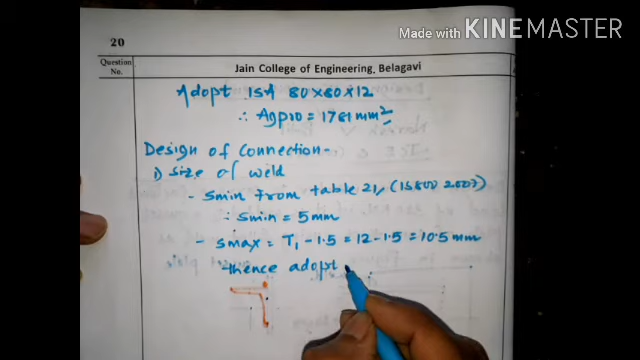 Made with KINEMASTER
20
Question No.
Jain College of Engineering, Belagavi
Adopt ISA 80×80×12
∴ Agpro = 1781 mm²
Design of Connection-
1) Size of weld
- Smin From table 21, (IS800 2007)
∴ Smin = 5mm
- Smax = T1 - 1.5 = 12 - 1.5 = 10.5 mm
thence adopt